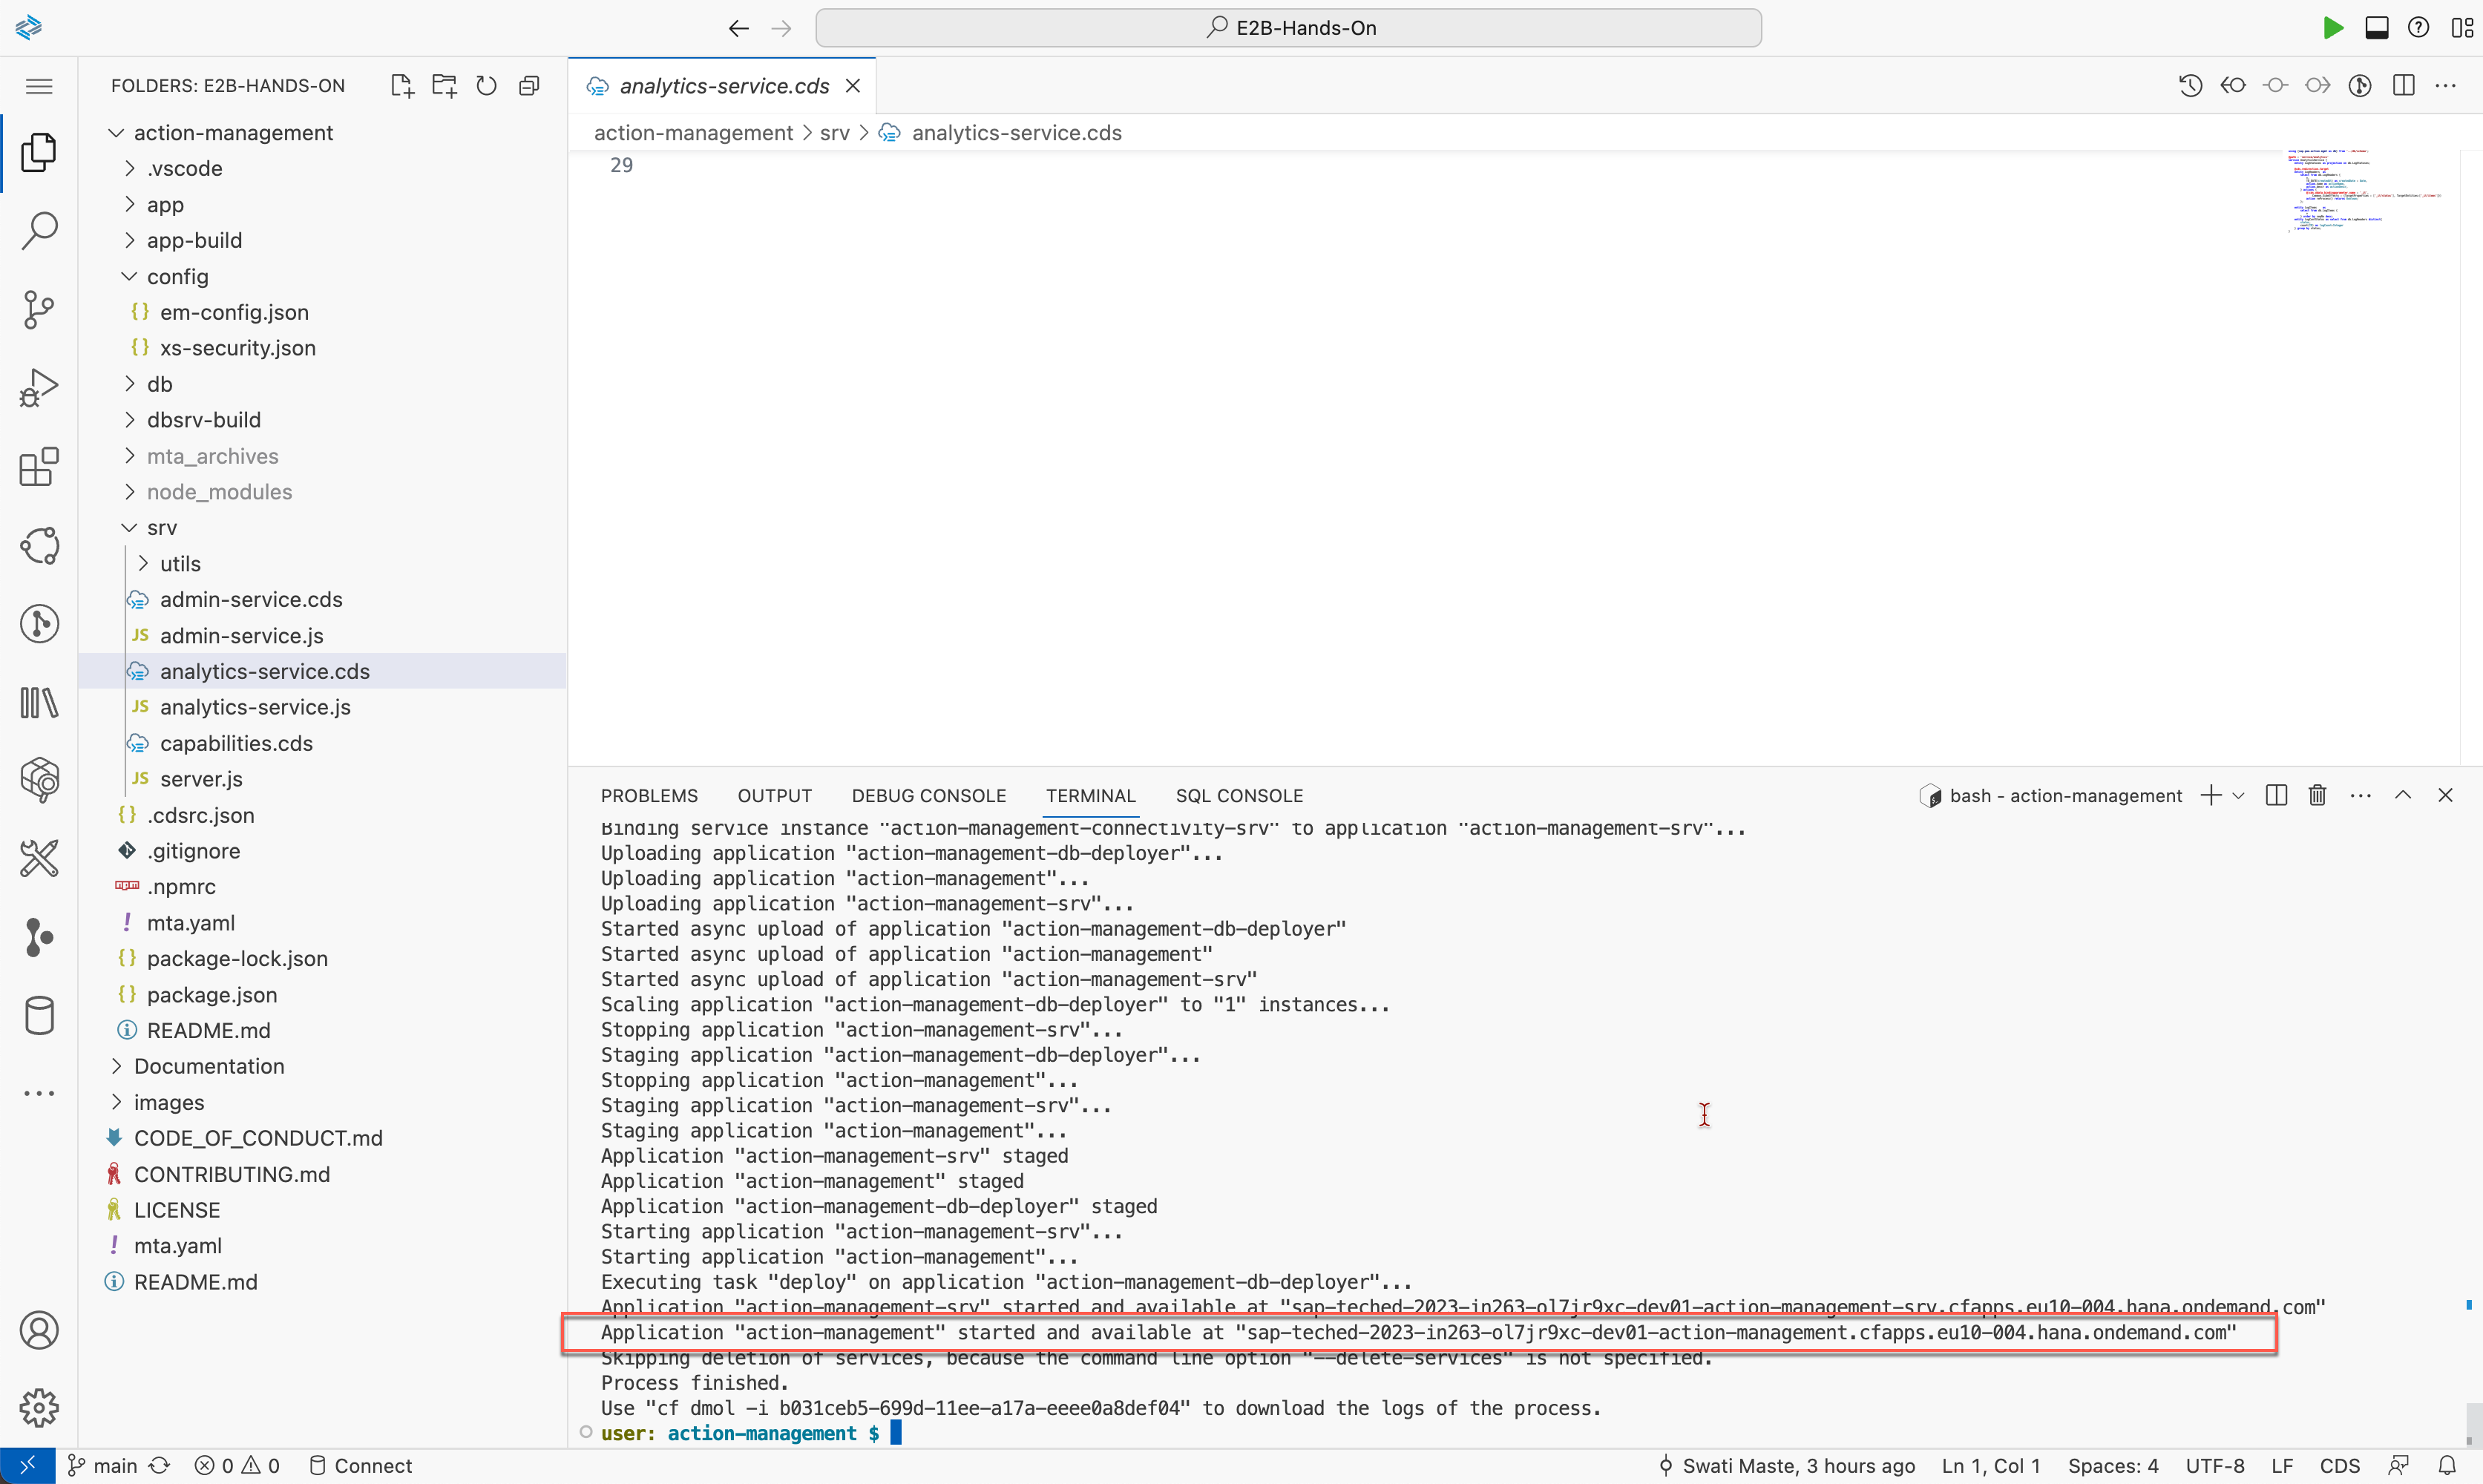 E2B-Hands-On
FOLDERS: E2B-HANDS-ON
action-management
.vscode
app
app-build
config
{} em-config.json
{} xs-security.json
db
dbsrv-build
mta_archives
node_modules
srv
utils
admin-service.cds
JS admin-service.js
analytics-service.cds
JS analytics-service.js
capabilities.cds
JS server.js
{} .cdsrc.json
.gitignore
npm .npmrc
! mta.yaml
{} package-lock.json
{} package.json
README.md
Documentation
images
CODE_OF_CONDUCT.md
CONTRIBUTING.md
LICENSE
! mta.yaml
README.md
analytics-service.cds
action-management > srv > analytics-service.cds
29
PROBLEMS OUTPUT DEBUG CONSOLE TERMINAL SQL CONSOLE
bash - action-management
Binding service instance "action-management-connectivity-srv" to application "action-management-srv"...
Uploading application "action-management-db-deployer"...
Uploading application "action-management"...
Uploading application "action-management-srv"...
Started async upload of application "action-management-db-deployer"
Started async upload of application "action-management"
Started async upload of application "action-management-srv"
Scaling application "action-management-db-deployer" to "1" instances...
Stopping application "action-management-srv"...
Staging application "action-management-db-deployer"...
Stopping application "action-management"...
Staging application "action-management-srv"...
Staging application "action-management"...
Application "action-management-srv" staged
Application "action-management" staged
Application "action-management-db-deployer" staged
Starting application "action-management-srv"...
Starting application "action-management"...
Executing task "deploy" on application "action-management-db-deployer"...
Application "action-management-srv" started and available at "sap-teched-2023-in263-ol7jr9xc-dev01-action-management-srv.cfapps.eu10-004.hana.ondemand.com"
Application "action-management" started and available at "sap-teched-2023-in263-ol7jr9xc-dev01-action-management.cfapps.eu10-004.hana.ondemand.com"
Skipping deletion of services, because the command line option "--delete-services" is not specified.
Process finished.
Use "cf dmol -i b031ceb5-699d-11ee-a17a-eeee0a8def04" to download the logs of the process.
user: action-management $
main 0 0 Connect
Swati Maste, 3 hours ago Ln 1, Col 1 Spaces: 4 UTF-8 LF CDS